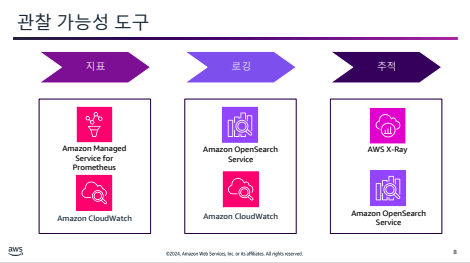 관찰 가능성 도구
지표
로깅
추적
Amazon Managed
Service for
Prometheus
Amazon CloudWatch
Amazon OpenSearch
Service
Amazon CloudWatch
AWS X-Ray
Amazon OpenSearch
Service
aws
©2024, Amazon Web Services, Inc. or its affiliates. All rights reserved.
8